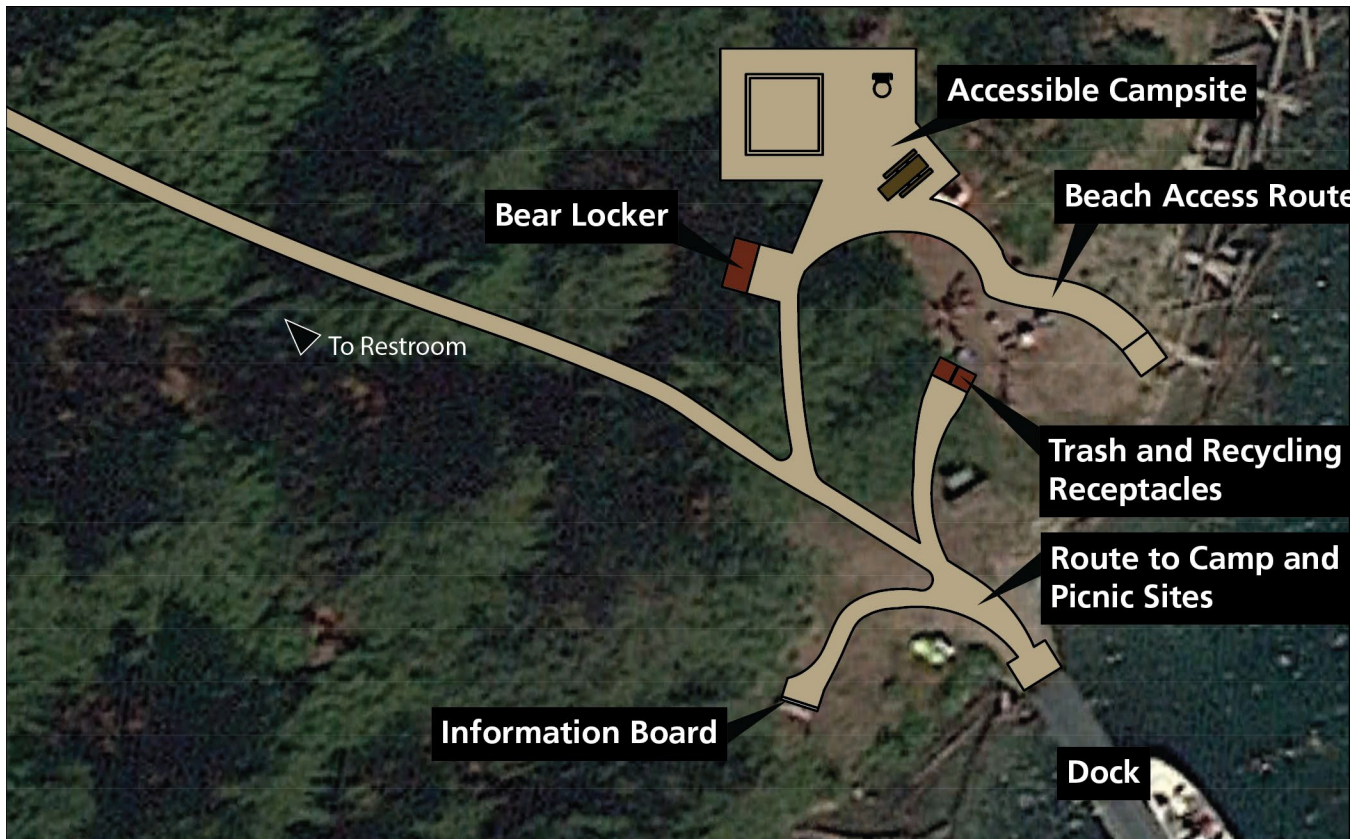 Accessible Campsite
Beach Access Route
Bear Locker
To Restroom
Trash and Recycling
Receptacles
Route to Camp and
Picnic Sites
Information Board
Dock